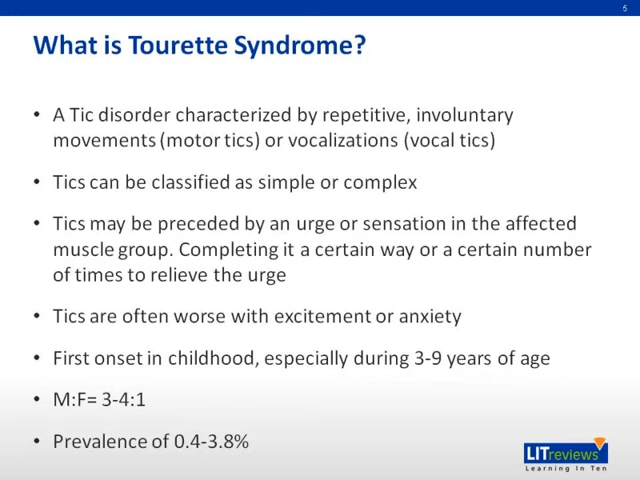 5
What is Tourette Syndrome?
• A Tic disorder characterized by repetitive, involuntary
movements (motor tics) or vocalizations (vocal tics)
• Tics can be classified as simple or complex
• Tics may be preceded by an urge or sensation in the affected
muscle group. Completing it a certain way or a certain number
of times to relieve the urge
• Tics are often worse with excitement or anxiety
• First onset in childhood, especially during 3-9 years of age
• M:F= 3-4:1
• Prevalence of 0.4-3.8%
LITreviews
Learning In Ten